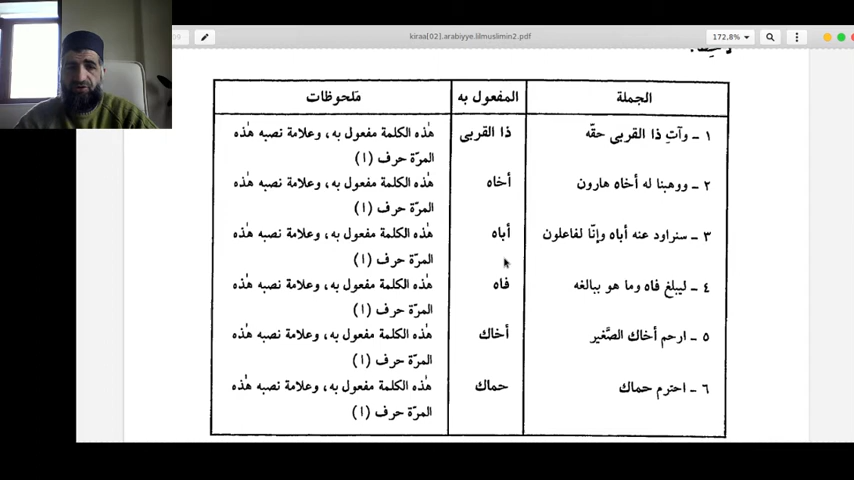 kiraa[02].arabiyye.lilmuslimin2.pdf
172,8%
الجملة | المفعول به | مَلحوظات
١ ـ وآتِ ذا القربى حقّه | ذا القربى | هٰذه الكلمة مفعول به، وعلامة نصبه هٰذه
المرّة حرف (ا)
٢ ـ ووهبنا له أخاه هارون | أخاه | هٰذه الكلمة مفعول به، وعلامة نصبه هٰذه
المرّة حرف (ا)
٣ ـ سنراود عنه أباه وإنّا لفاعلون | أباه | هٰذه الكلمة مفعول به، وعلامة نصبه هٰذه
المرّة حرف (ا)
٤ ـ ليبلغ فاه وما هو ببالغه | فاه | هٰذه الكلمة مفعول به، وعلامة نصبه هٰذه
المرّة حرف (ا)
٥ ـ ارحم أخاك الصَّغير | أخاك | هٰذه الكلمة مفعول به، وعلامة نصبه هٰذه
المرّة حرف (ا)
٦ ـ احترم حماك | حماك | هٰذه الكلمة مفعول به، وعلامة نصبه هٰذه
المرّة حرف (ا)